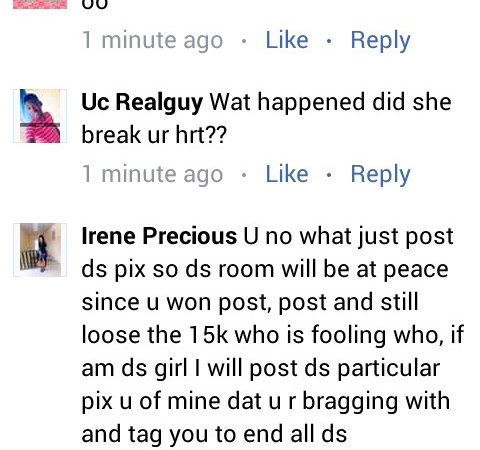 oo
1 minute ago · Like · Reply
Uc Realguy Wat happened did she
break ur hrt??
1 minute ago · Like · Reply
Irene Precious U no what just post
ds pix so ds room will be at peace
since u won post, post and still
loose the 15k who is fooling who, if
am ds girl I will post ds particular
pix u of mine dat u r bragging with
and tag you to end all ds